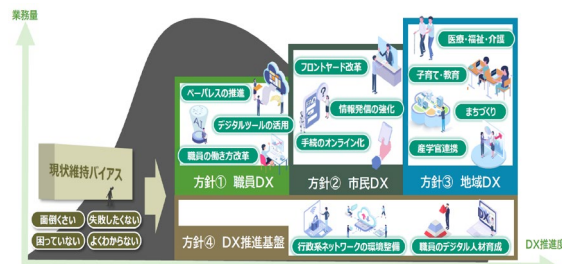 業務量
現状維持バイアス
面倒くさい
失敗したくない
困っていない
よくわからない
ペーパレスの推進
デジタルツールの活用
職員の働き方改革
方針① 職員DX
フロントヤード改革
情報発信の強化
手続のオンライン化
方針② 市民DX
医療・福祉・介護
子育て・教育
まちづくり
産学官連携
方針③ 地域DX
方針④ DX推進基盤
行政系ネットワークの環境整備
DX
職員のデジタル人材育成
DX推進度